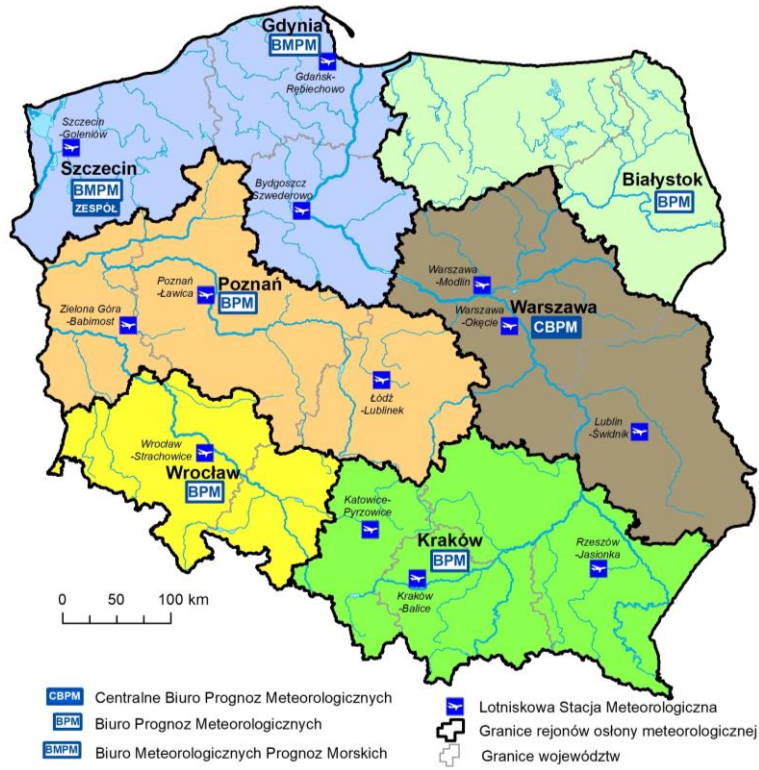 Gdynia
BMPM
Gdańsk
-Rębiechowo
Szczecin
-Goleniów
Szczecin
BMPM
ZESPÓŁ
Bydgoszcz
Szwederowo
Białystok
BPM
Poznań
-Ławica
Poznań
BPM
Zielona Góra
-Babimost
Warszawa
-Modlin
Warszawa
-Okęcie
Warszawa
CBPM
Łódź
-Lublinek
Lublin
-Świdnik
Wrocław
-Strachowice
Wrocław
BPM
Katowice-
Pyrzowice
Kraków
BPM
Kraków
-Balice
Rzeszów
-Jasionka
0 50 100 km
CBPM Centralne Biuro Prognoz Meteorologicznych
BPM Biuro Prognoz Meteorologicznych
BMPM Biuro Meteorologicznych Prognoz Morskich
Lotniskowa Stacja Meteorologiczna
Granice rejonów osłony meteorologicznej
Granice województw